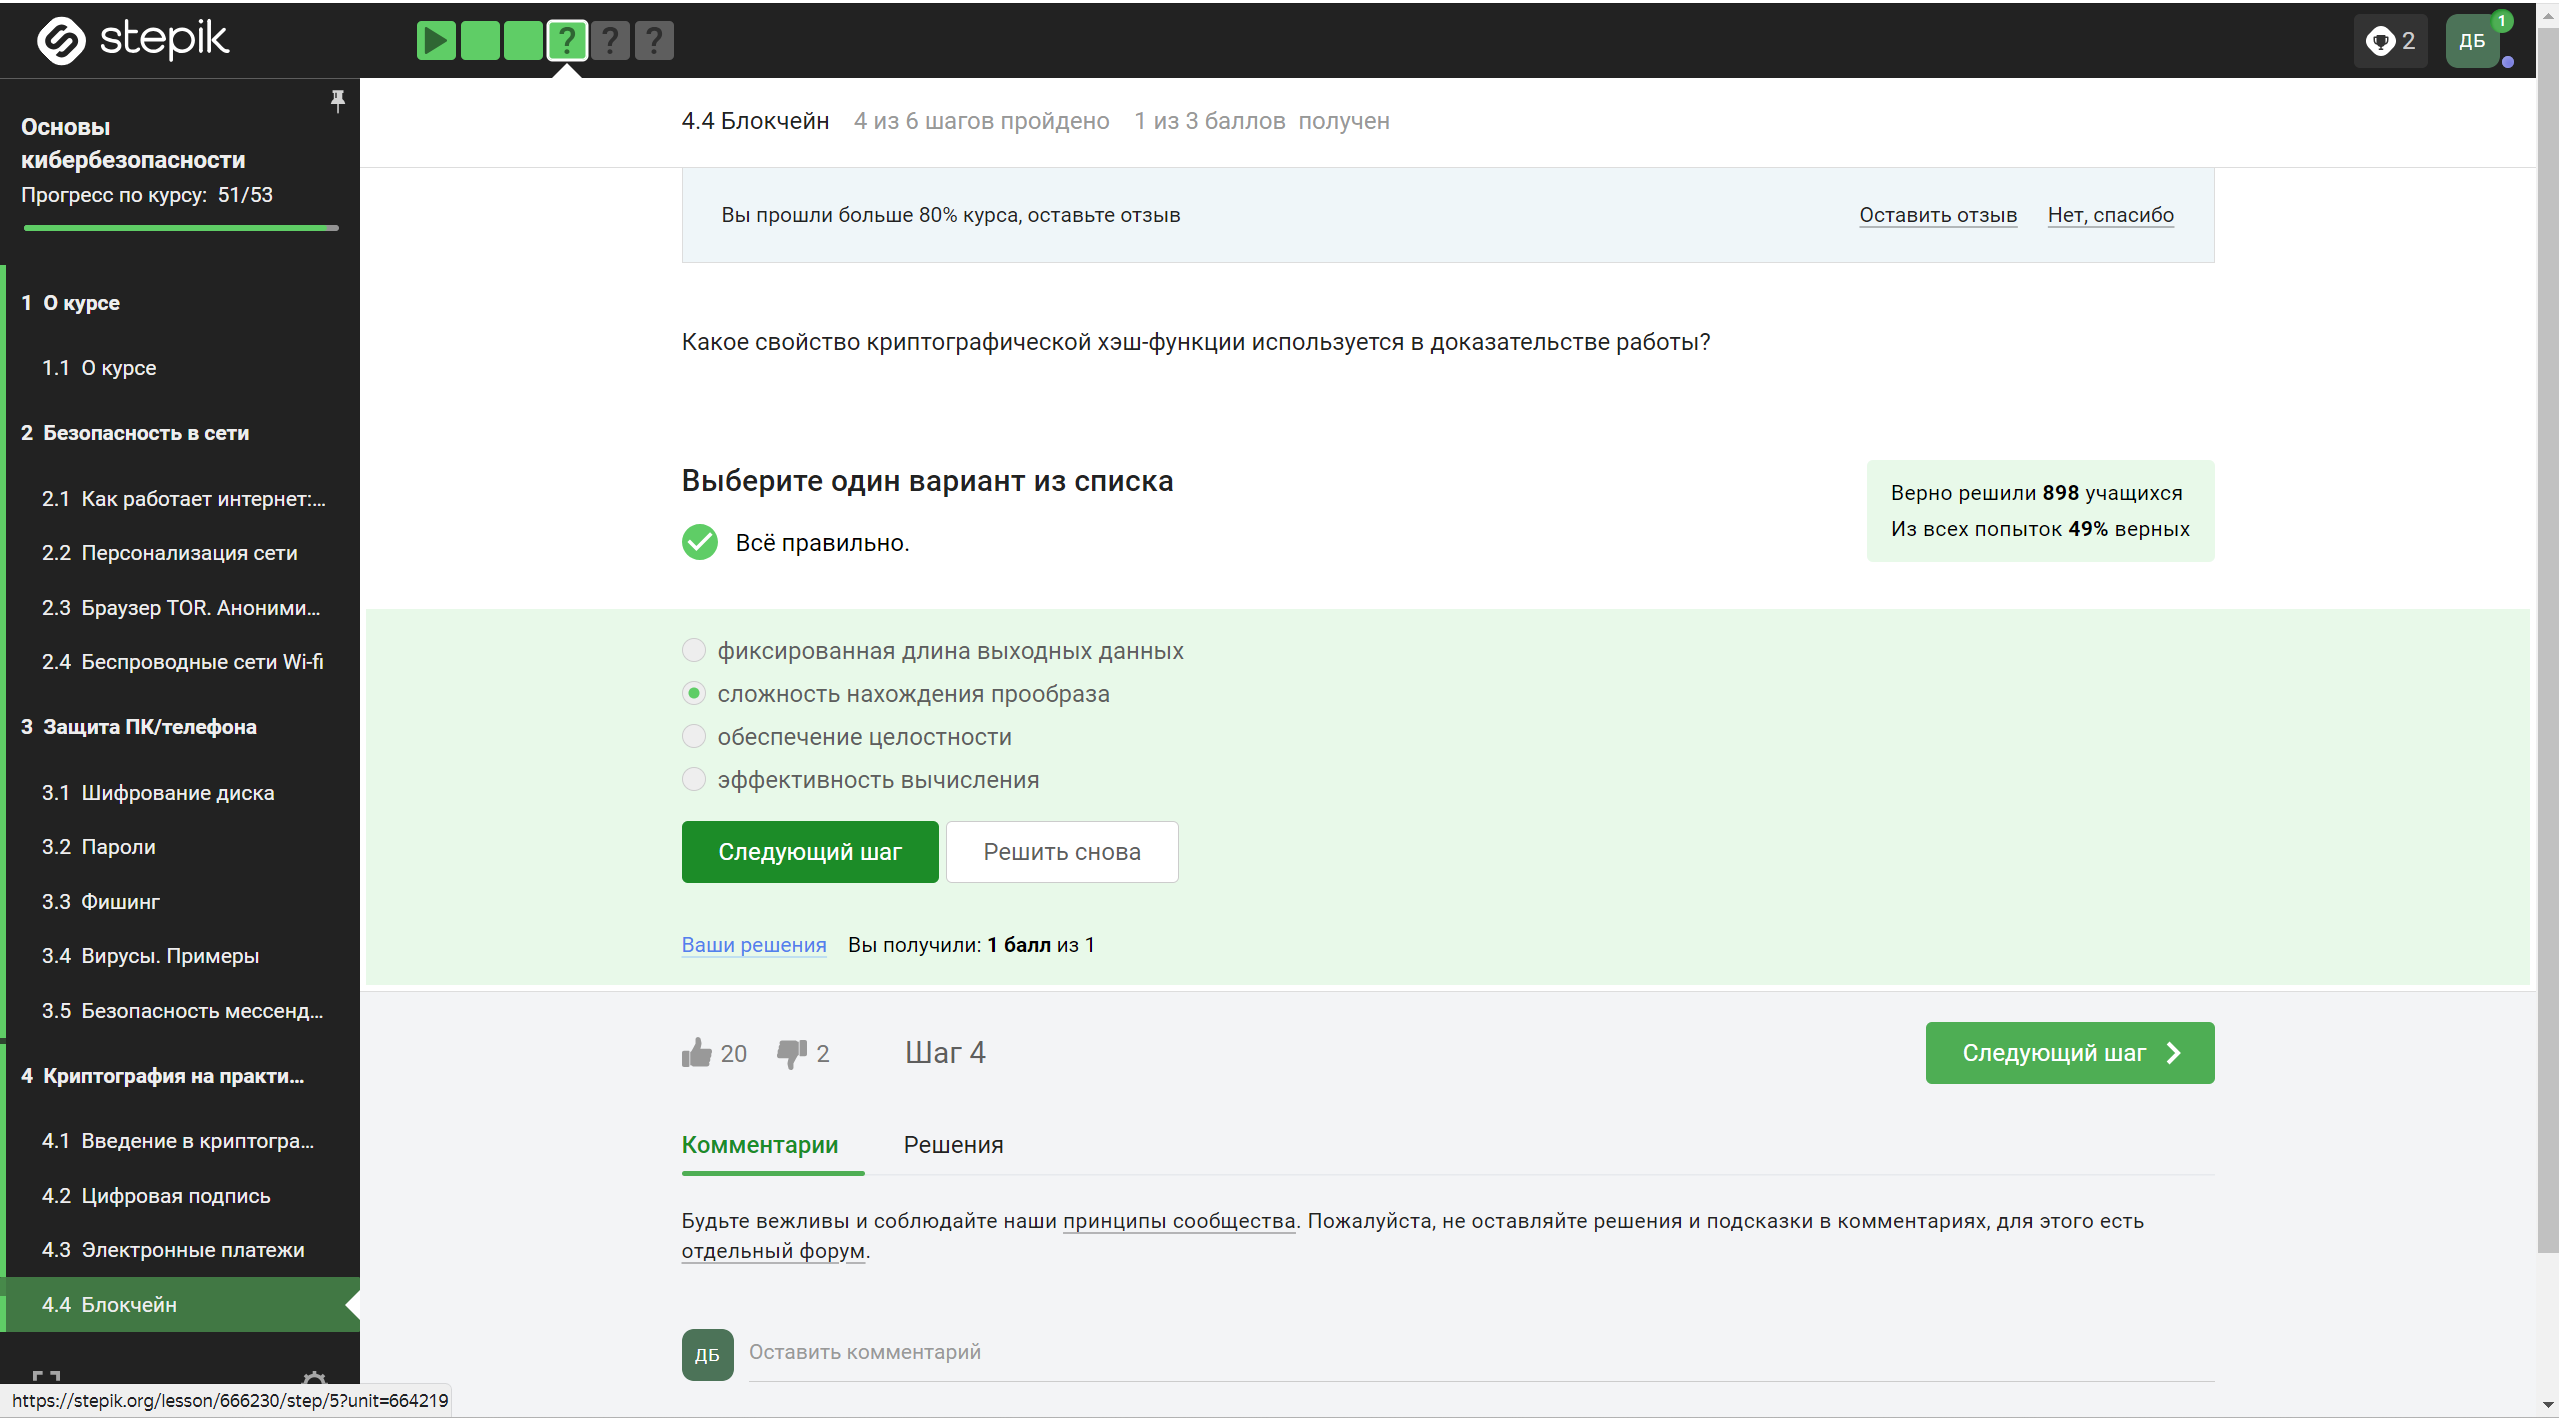 stepik
?
?
?
2
ДБ
1
Основы
кибербезопасности
Прогресс по курсу: 51/53
1 О курсе
1.1 О курсе
2 Безопасность в сети
2.1 Как работает интернет:...
2.2 Персонализация сети
2.3 Браузер TOR. Аноними...
2.4 Беспроводные сети Wi-fi
3 Защита ПК/телефона
3.1 Шифрование диска
3.2 Пароли
3.3 Фишинг
3.4 Вирусы. Примеры
3.5 Безопасность мессенд...
4 Криптография на практи...
4.1 Введение в криптогра...
4.2 Цифровая подпись
4.3 Электронные платежи
4.4 Блокчейн
4.4 Блокчейн 4 из 6 шагов пройдено 1 из 3 баллов получен
Вы прошли больше 80% курса, оставьте отзыв Оставить отзыв Нет, спасибо
Какое свойство криптографической хэш-функции используется в доказательстве работы?
Выберите один вариант из списка
Всё правильно.
Верно решили 898 учащихся
Из всех попыток 49% верных
фиксированная длина выходных данных
сложность нахождения прообраза
обеспечение целостности
эффективность вычисления
Следующий шаг Решить снова
Ваши решения Вы получили: 1 балл из 1
20 2 Шаг 4 Следующий шаг
Комментарии Решения
Будьте вежливы и соблюдайте наши принципы сообщества. Пожалуйста, не оставляйте решения и подсказки в комментариях, для этого есть
отдельный форум.
ДБ Оставить комментарий
https://stepik.org/lesson/666230/step/5?unit=664219